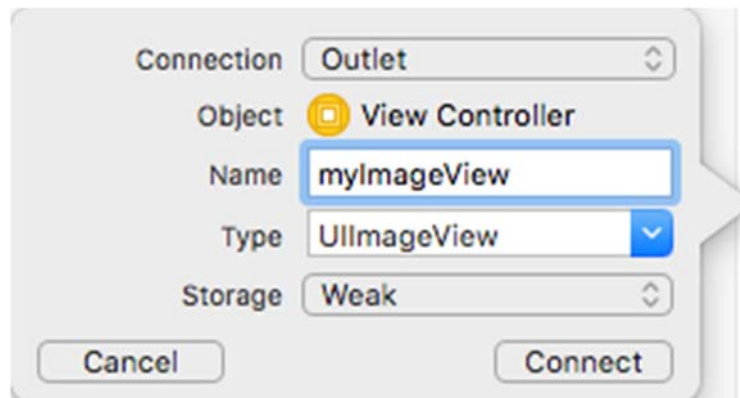 Connection Outlet
Object View Controller
Name myImageView
Type UIImageView
Storage Weak
Cancel Connect